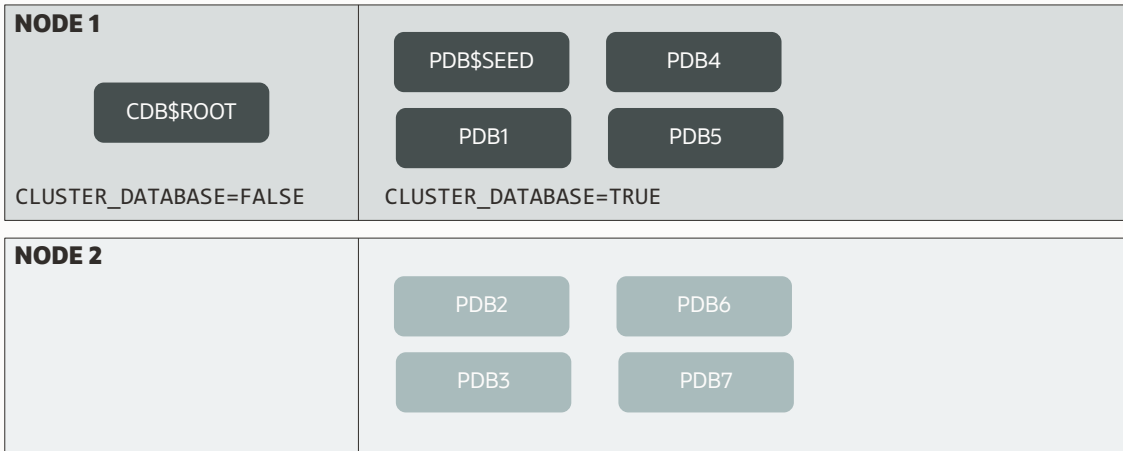 NODE 1
CDB$ROOT
CLUSTER_DATABASE=FALSE
PDB$SEED PDB4
PDB1 PDB5
CLUSTER_DATABASE=TRUE
NODE 2
PDB2 PDB6
PDB3 PDB7